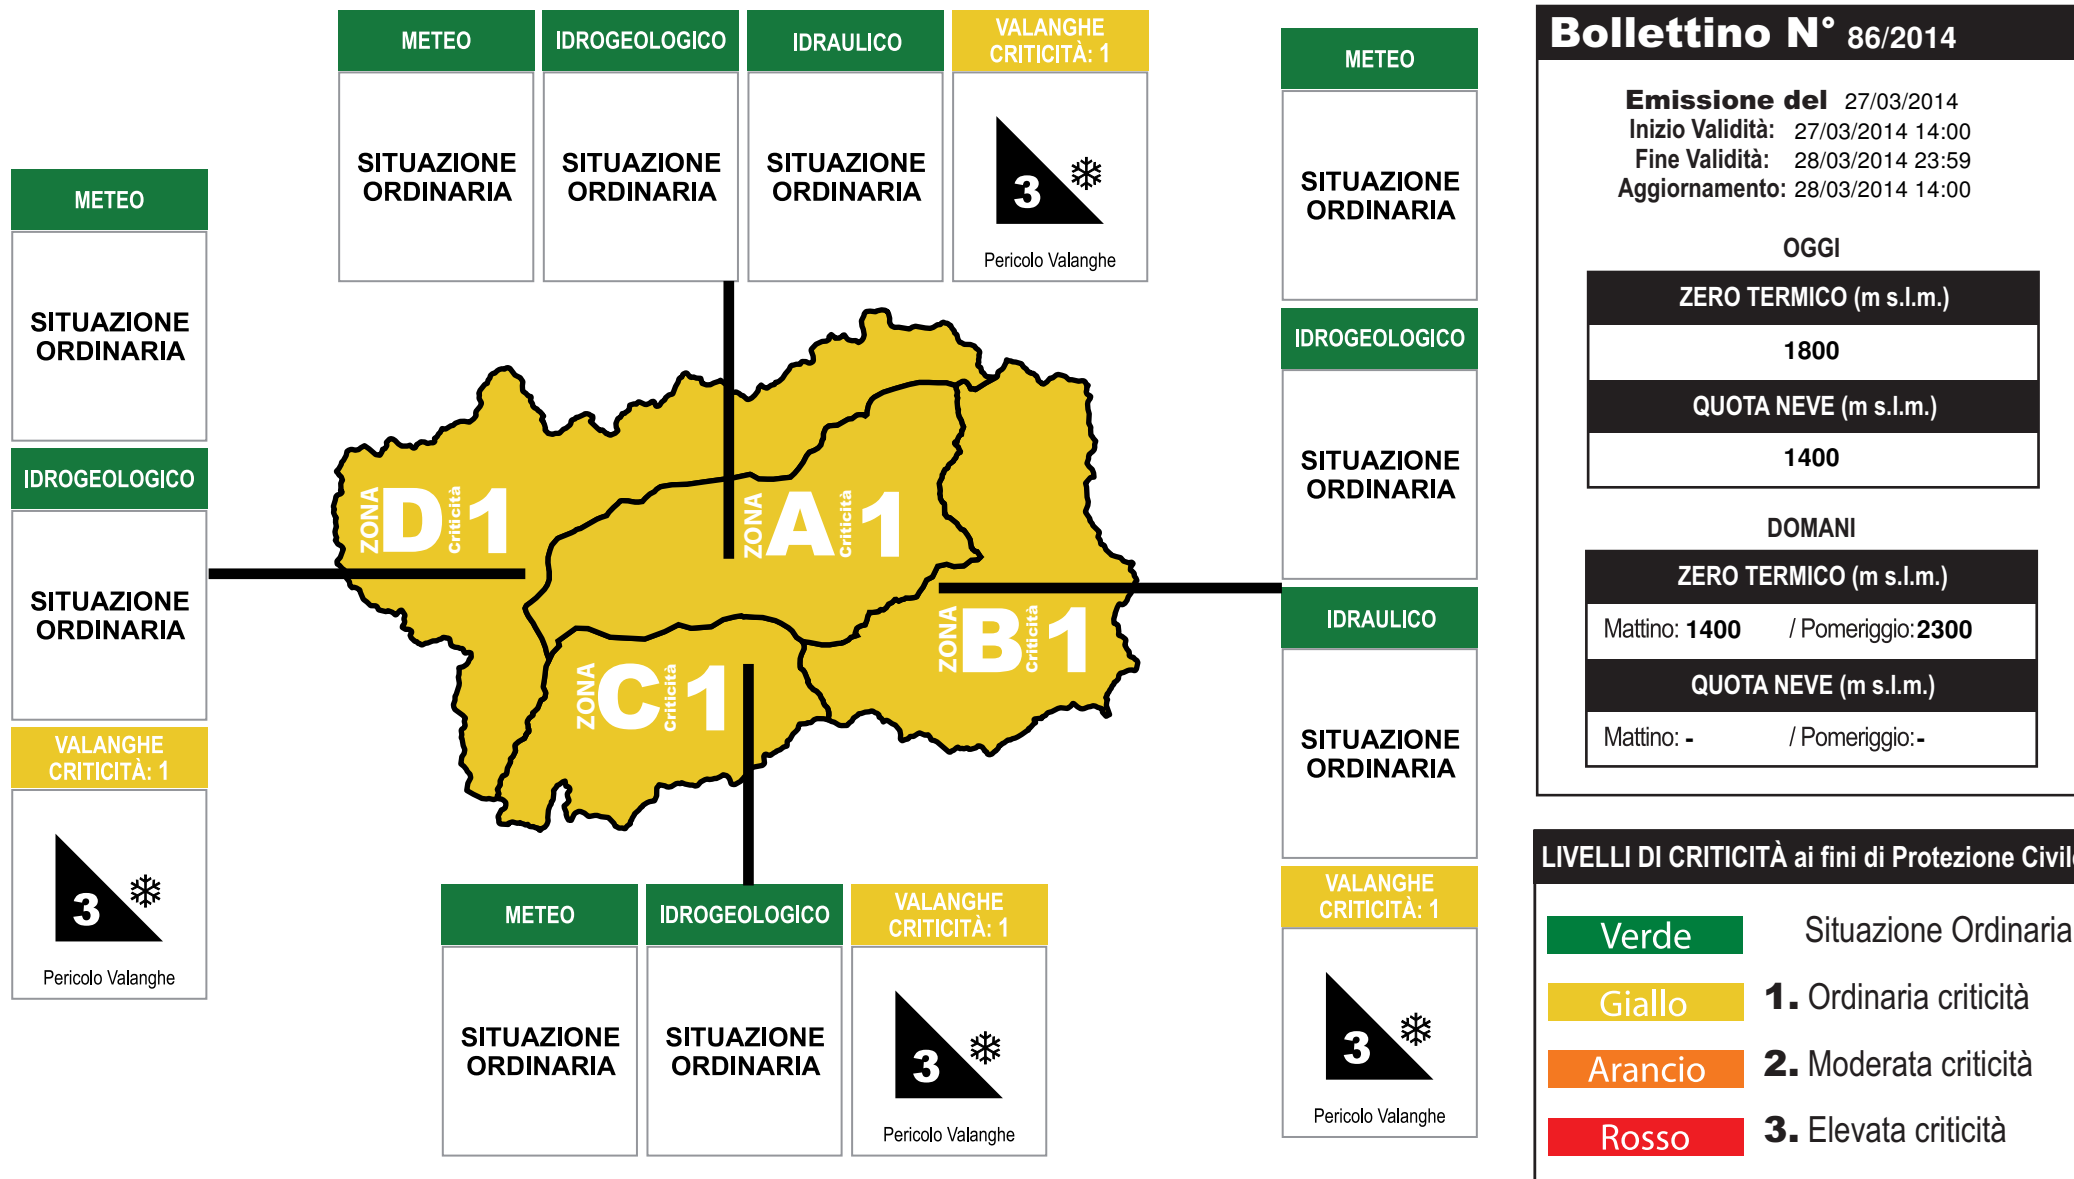 METEO
SITUAZIONE
ORDINARIA
IDROGEOLOGICO
SITUAZIONE
ORDINARIA
VALANGHE
CRITICITÀ: 1
3
Pericolo Valanghe
METEO
SITUAZIONE
ORDINARIA
IDROGEOLOGICO
SITUAZIONE
ORDINARIA
IDRAULICO
SITUAZIONE
ORDINARIA
VALANGHE
CRITICITÀ: 1
3
Pericolo Valanghe
ZONA D Criticità 1
ZONA A Criticità 1
ZONA B Criticità 1
ZONA C Criticità 1
METEO
SITUAZIONE
ORDINARIA
IDROGEOLOGICO
SITUAZIONE
ORDINARIA
VALANGHE
CRITICITÀ: 1
3
Pericolo Valanghe
METEO
SITUAZIONE
ORDINARIA
IDROGEOLOGICO
SITUAZIONE
ORDINARIA
IDRAULICO
SITUAZIONE
ORDINARIA
VALANGHE
CRITICITÀ: 1
3
Pericolo Valanghe
Bollettino N° 86/2014
Emissione del 27/03/2014
Inizio Validità: 27/03/2014 14:00
Fine Validità: 28/03/2014 23:59
Aggiornamento: 28/03/2014 14:00
OGGI
ZERO TERMICO (m s.l.m.)
1800
QUOTA NEVE (m s.l.m.)
1400
DOMANI
ZERO TERMICO (m s.l.m.)
Mattino: 1400 / Pomeriggio: 2300
QUOTA NEVE (m s.l.m.)
Mattino: - / Pomeriggio: -
LIVELLI DI CRITICITÀ ai fini di Protezione Civile
Verde Situazione Ordinaria
Giallo 1. Ordinaria criticità
Arancio 2. Moderata criticità
Rosso 3. Elevata criticità